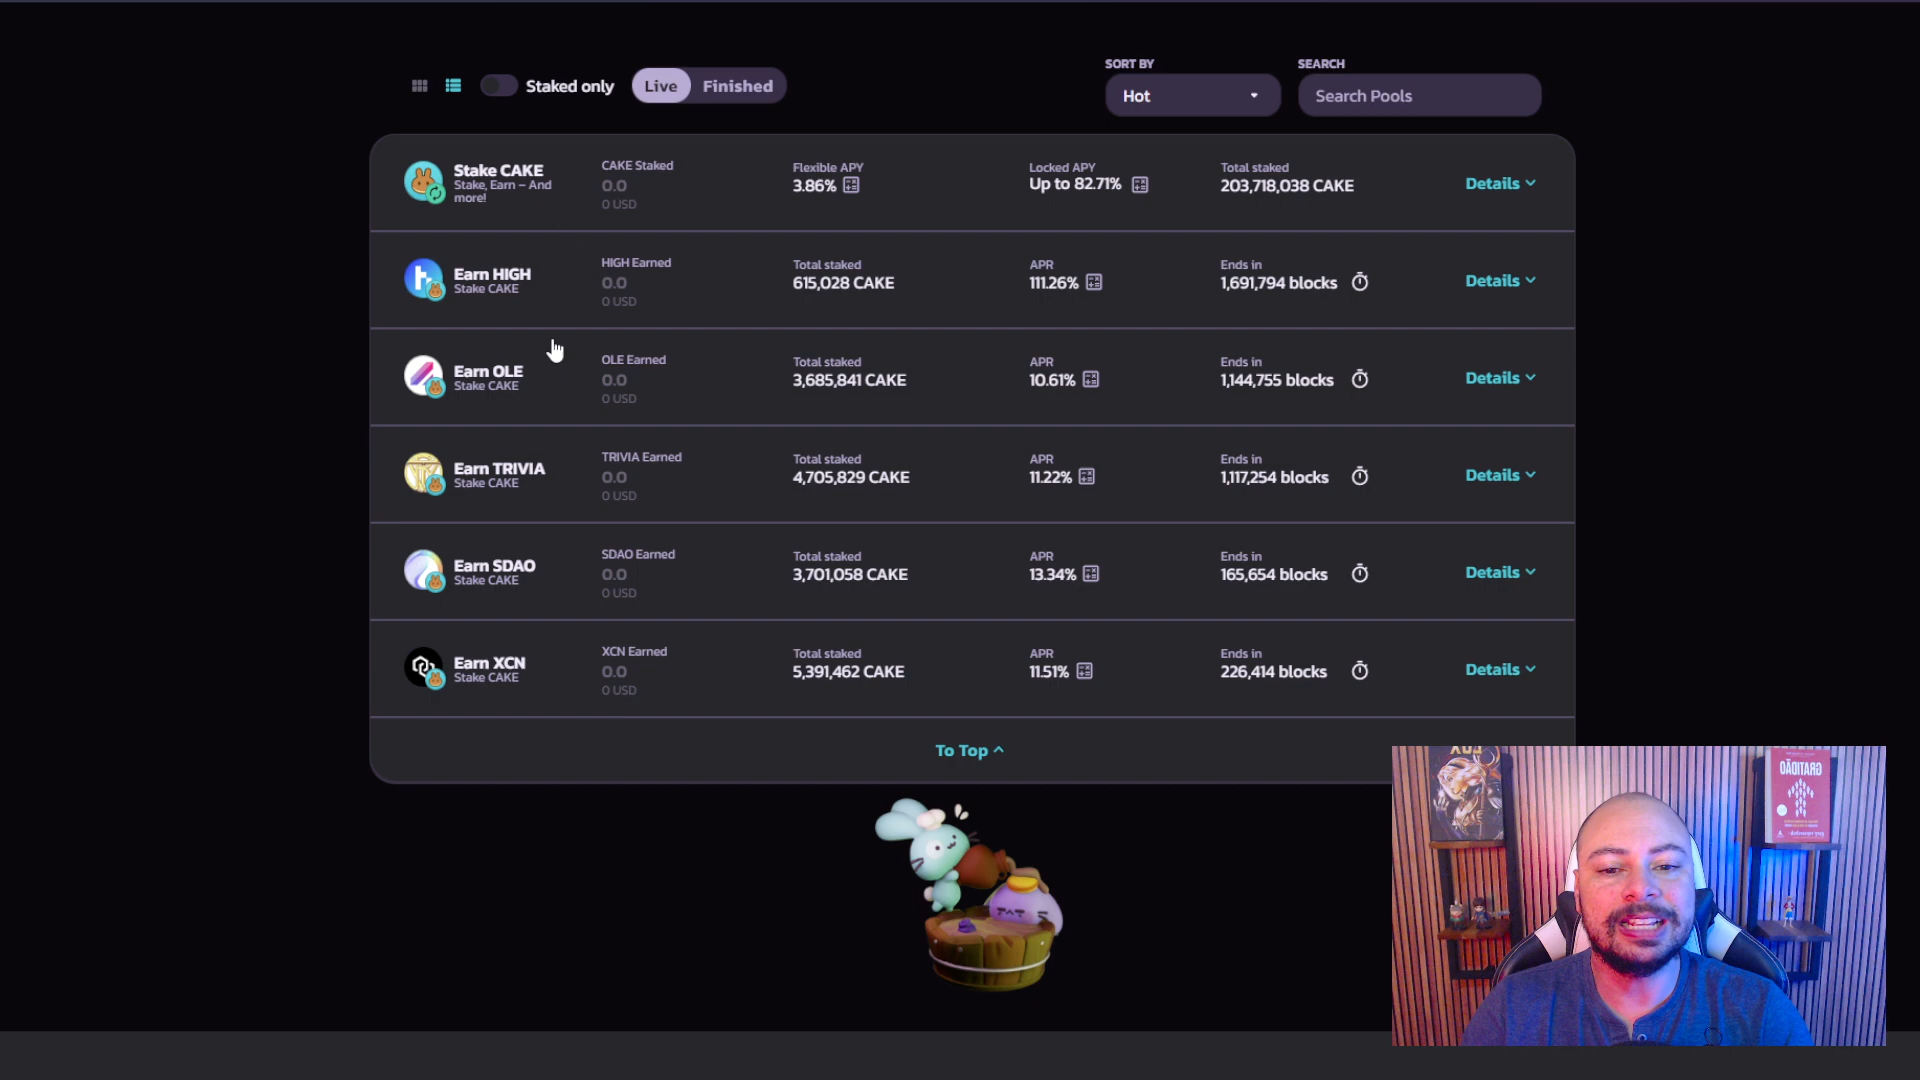 Staked only
Live
Finished
SORT BY
Hot
SEARCH
Search Pools
Stake CAKE
Stake, Earn – And
more!
CAKE Staked
0.0
0 USD
Flexible APY
3.86%
Locked APY
Up to 82.71%
Total staked
203,718,038 CAKE
Details
Earn HIGH
Stake CAKE
HIGH Earned
0.0
0 USD
Total staked
615,028 CAKE
APR
111.26%
Ends in
1,691,794 blocks
Details
Earn OLE
Stake CAKE
OLE Earned
0.0
0 USD
Total staked
3,685,841 CAKE
APR
10.61%
Ends in
1,144,755 blocks
Details
Earn TRIVIA
Stake CAKE
TRIVIA Earned
0.0
0 USD
Total staked
4,705,829 CAKE
APR
11.22%
Ends in
1,117,254 blocks
Details
Earn SDAO
Stake CAKE
SDAO Earned
0.0
0 USD
Total staked
3,701,058 CAKE
APR
13.34%
Ends in
165,654 blocks
Details
Earn XCN
Stake CAKE
XCN Earned
0.0
0 USD
Total staked
5,391,462 CAKE
APR
11.51%
Ends in
226,414 blocks
Details
To Top
GRATIDÃO